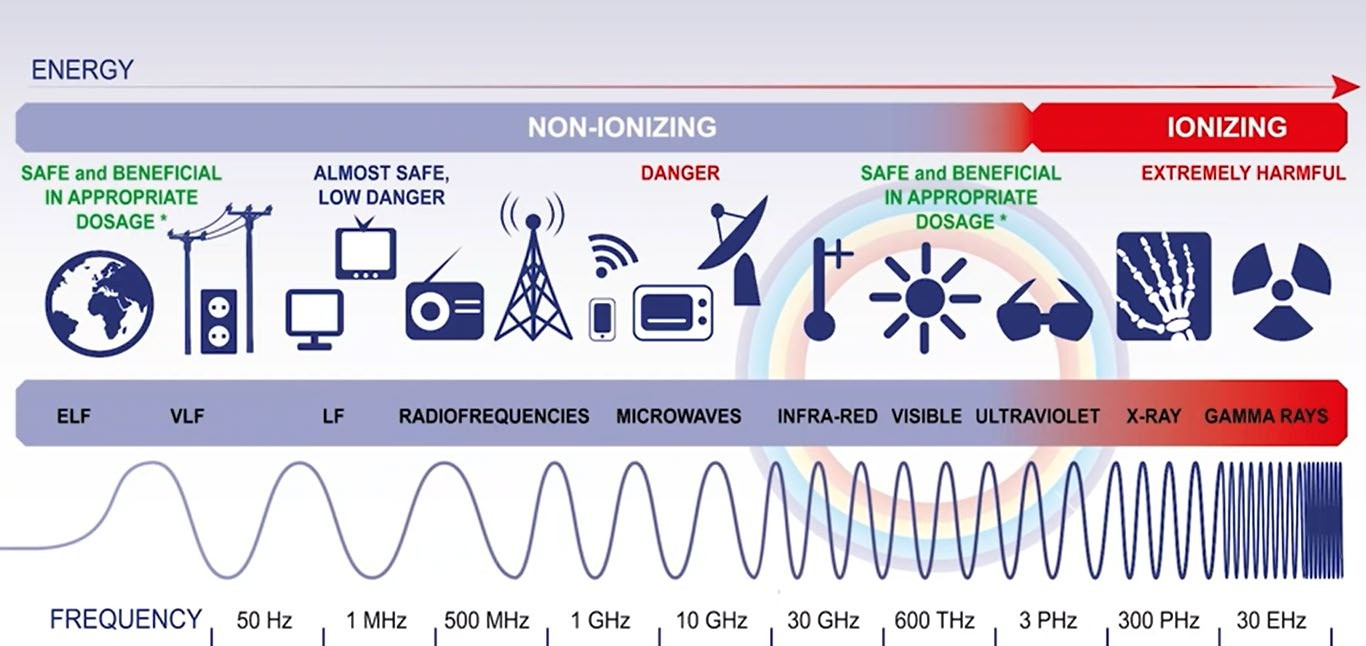 ENERGY
NON-IONIZING
IONIZING
SAFE and BENEFICIAL
IN APPROPRIATE
DOSAGE *
ALMOST SAFE,
LOW DANGER
DANGER
SAFE and BENEFICIAL
IN APPROPRIATE
DOSAGE *
EXTREMELY HARMFUL
ELF VLF LF RADIOFREQUENCIES MICROWAVES INFRA-RED VISIBLE ULTRAVIOLET X-RAY GAMMA RAYS
FREQUENCY 50 Hz 1 MHz 500 MHz 1 GHz 10 GHz 30 GHz 600 THz 3 PHz 300 PHz 30 EHz